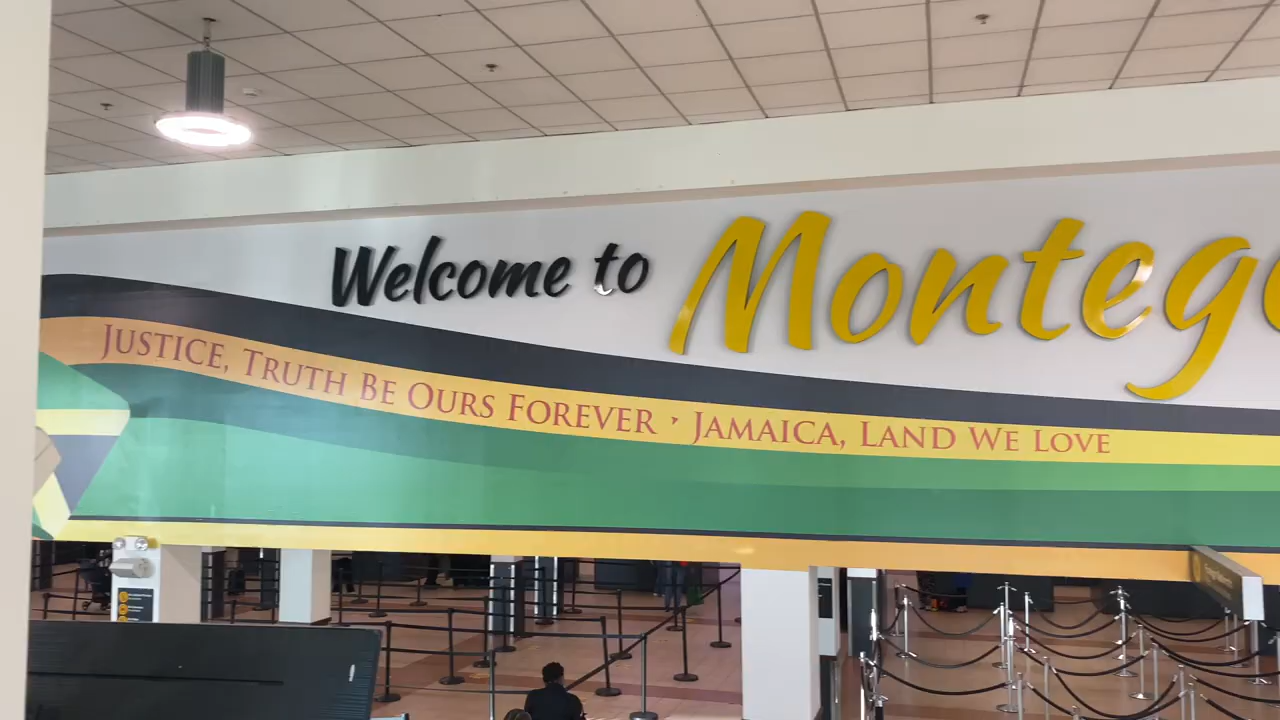 Welcome to Montego
JUSTICE, TRUTH BE OURS FOREVER · JAMAICA, LAND WE LOVE